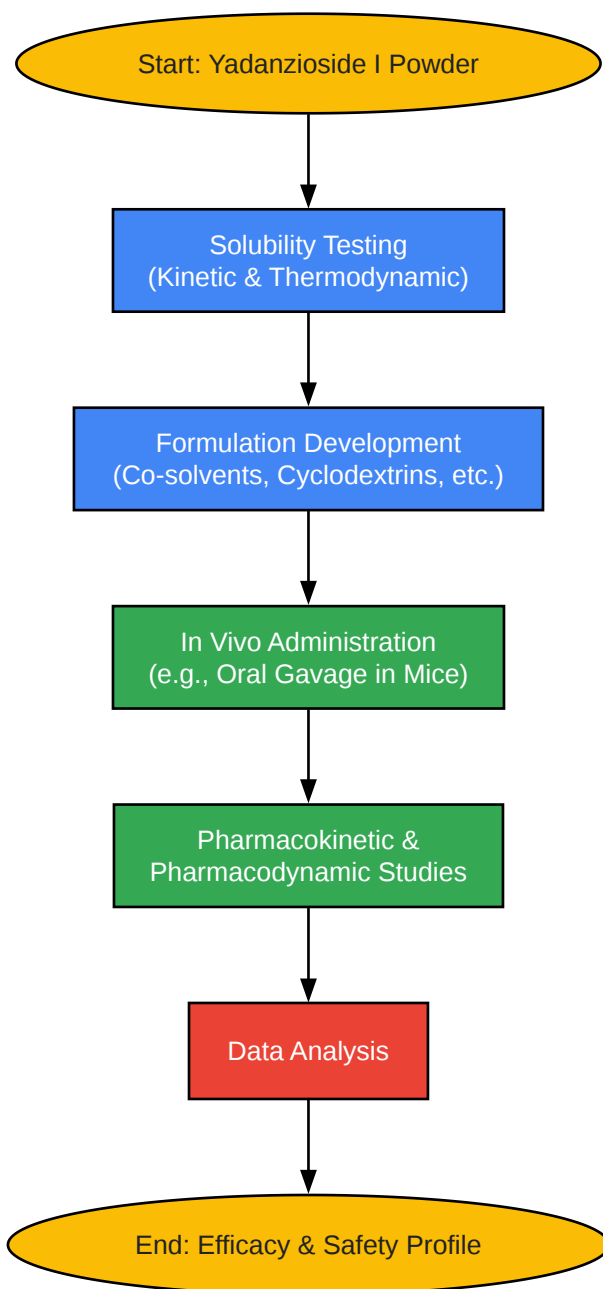 Start: Yadanzioside I Powder
Solubility Testing
(Kinetic & Thermodynamic)
Formulation Development
(Co-solvents, Cyclodextrins, etc.)
In Vivo Administration
(e.g., Oral Gavage in Mice)
Pharmacokinetic &
Pharmacodynamic Studies
Data Analysis
End: Efficacy & Safety Profile